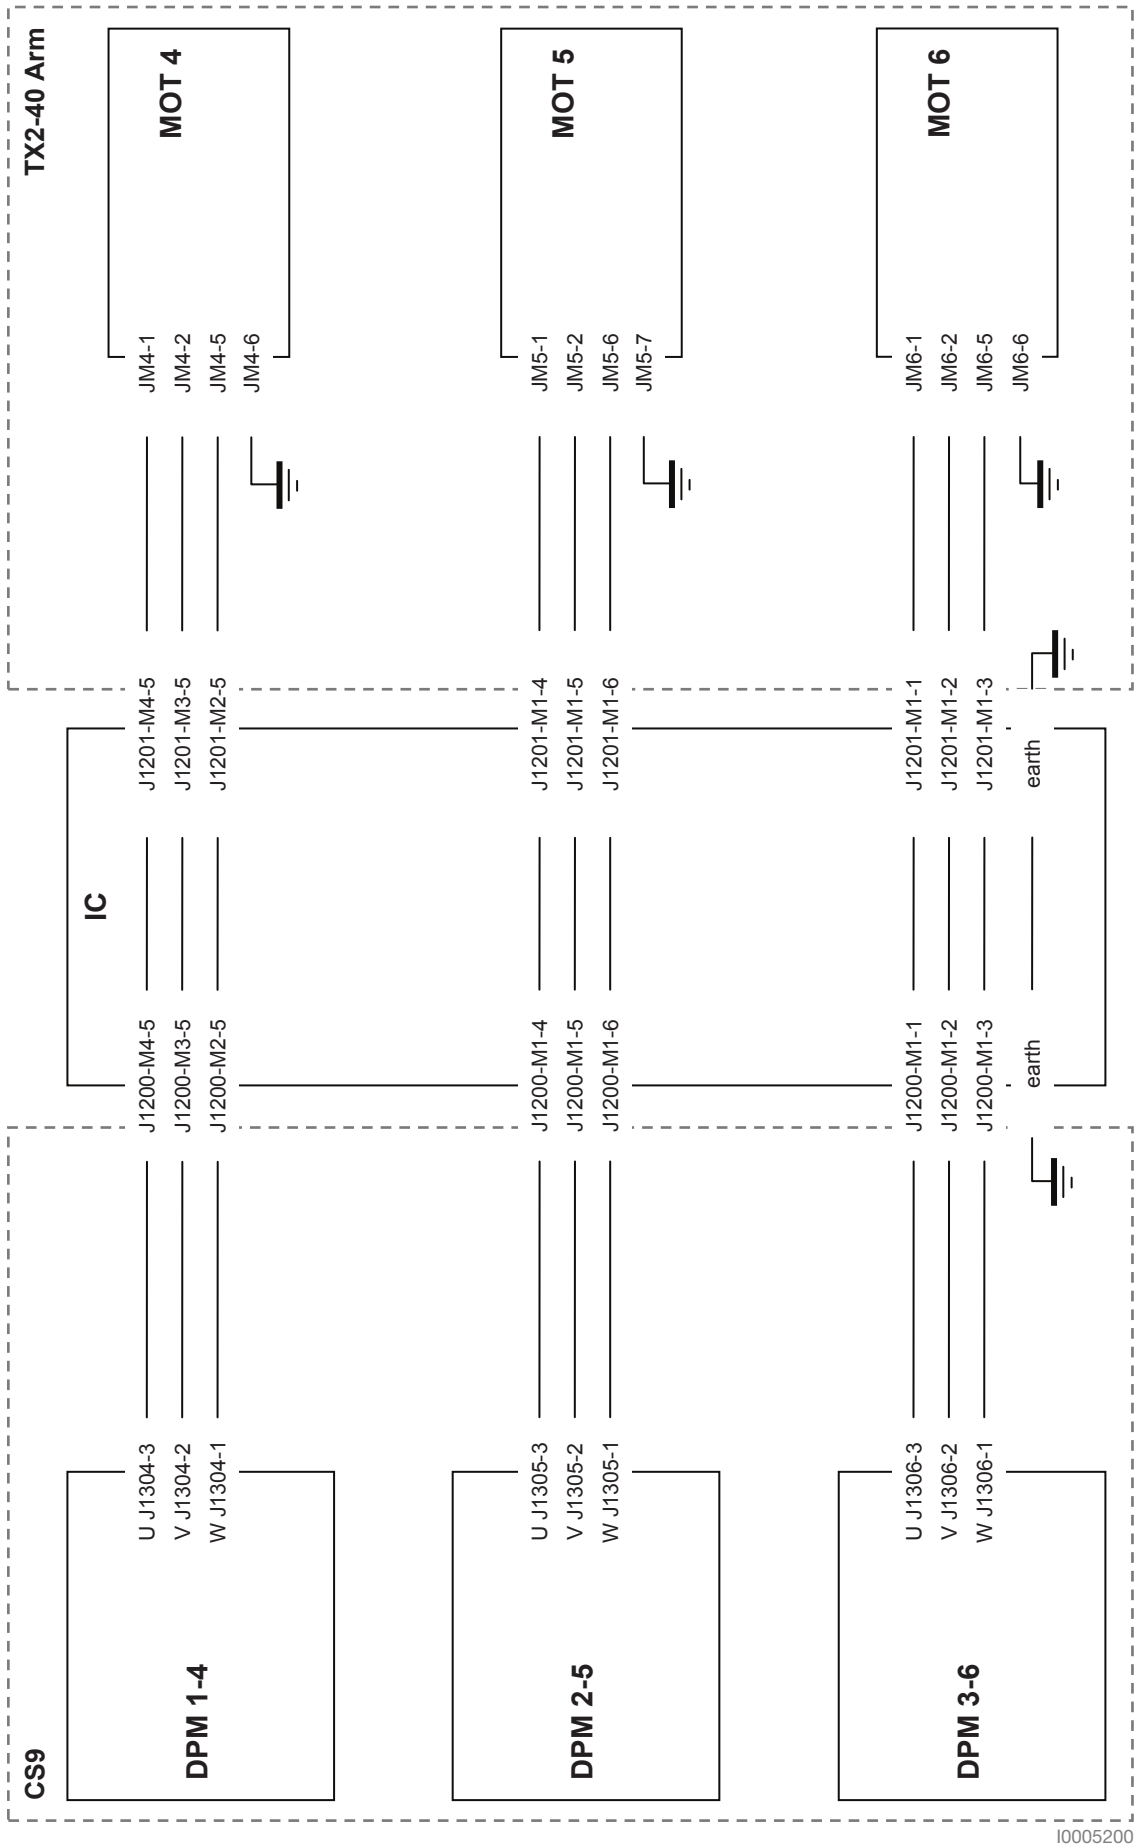 TX2-40 Arm
MOT 4
MOT 5
MOT 6
JM4-1
JM4-2
JM4-5
JM4-6
JM5-1
JM5-2
JM5-6
JM5-7
JM6-1
JM6-2
JM6-5
JM6-6
J1201-M4-5
J1201-M3-5
J1201-M2-5
J1201-M1-4
J1201-M1-5
J1201-M1-6
J1201-M1-1
J1201-M1-2
J1201-M1-3
earth
IC
J1200-M4-5
J1200-M3-5
J1200-M2-5
J1200-M1-4
J1200-M1-5
J1200-M1-6
J1200-M1-1
J1200-M1-2
J1200-M1-3
earth
U J1304-3
V J1304-2
W J1304-1
U J1305-3
V J1305-2
W J1305-1
U J1306-3
V J1306-2
W J1306-1
DPM 1-4
DPM 2-5
DPM 3-6
CS9
I0005200